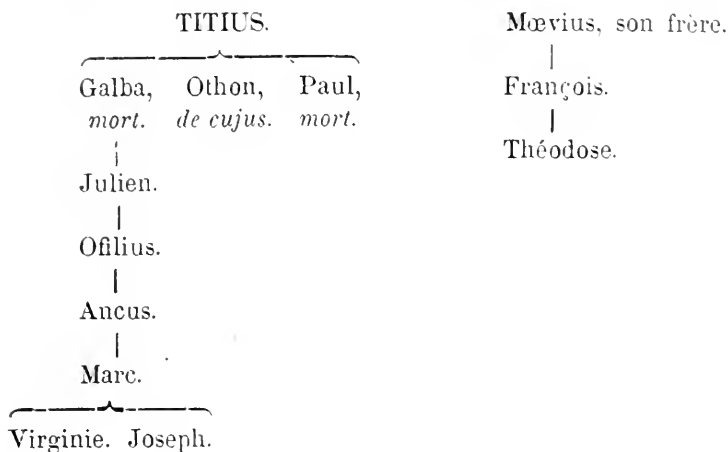 TITIUS. Mœvius, son frère.
Galba, Othon, Paul, François.
mort. de cujus. mort.
Théodose.
Julien.
Ofilius.
Ancus.
Marc.
Virginie. Joseph.